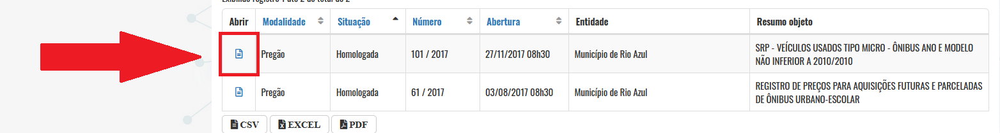 Exibindo registro 1 até 2 do total de 2
Abrir Modalidade Situação Número Abertura Entidade Resumo objeto
Pregão Homologada 101 / 2017 27/11/2017 08h30 Município de Rio Azul SRP - VEÍCULOS USADOS TIPO MICRO - ÔNIBUS ANO E MODELO
NÃO INFERIOR A 2010/2010
Pregão Homologada 61 / 2017 03/08/2017 08h30 Município de Rio Azul REGISTRO DE PREÇOS PARA AQUISIÇÕES FUTURAS E PARCELADAS
DE ÔNIBUS URBANO-ESCOLAR
CSV EXCEL PDF